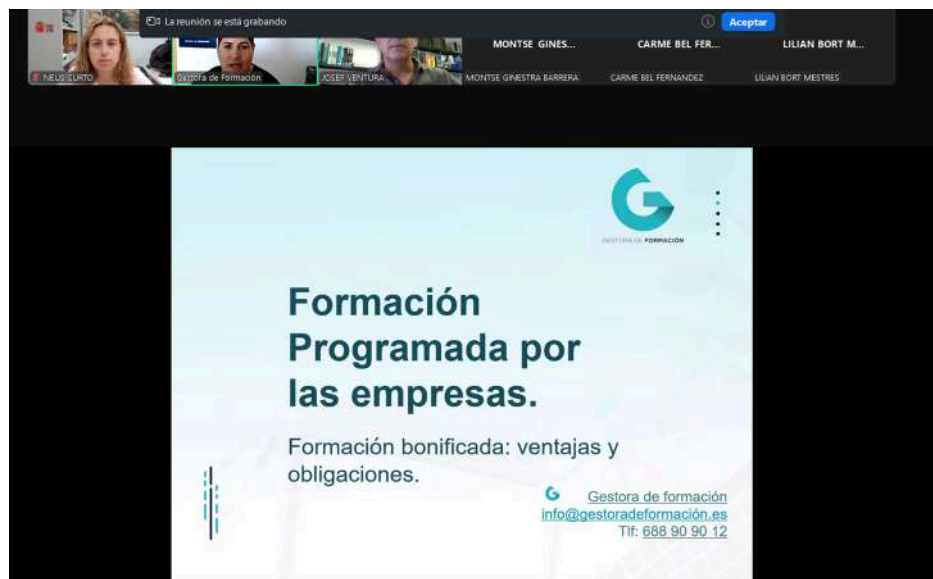 La reunión se está grabando
Aceptar
MONTSE GINES...
CARME BEL FER...
LILIAN BORT M...
NEUS CURTO
Gestora de Formación
JOSEP VENTURA
MONTSE GINESTRA BARRERA
CARME BEL FERNANDEZ
LILIAN BORT MESTRES
GESTORA DE FORMACIÓN
Formación
Programada por
las empresas.
Formación bonificada: ventajas y
obligaciones.
Gestora de formación
info@gestoradeformación.es
Tlf: 688 90 90 12